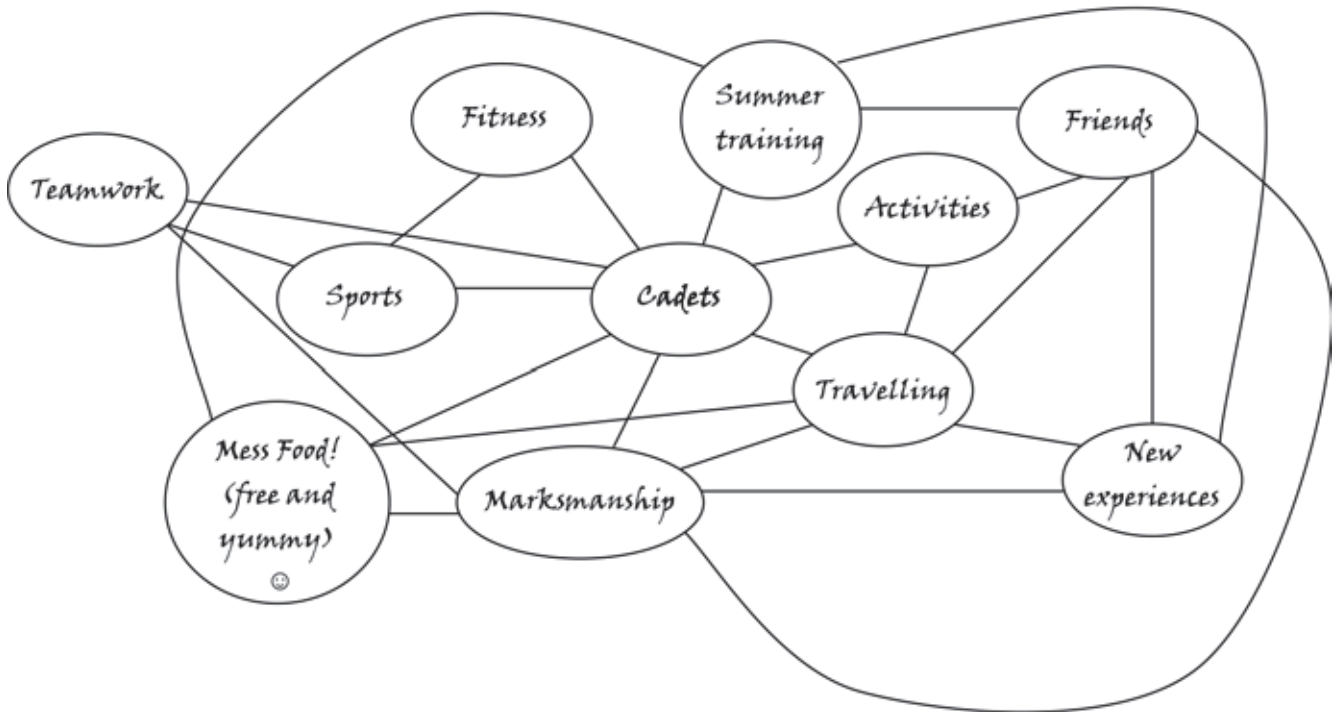 Summer
training
Fitness
Friends
Teamwork
Activities
Sports
Cadets
Travelling
Mess Food!
(free and
yummy)
☺
Marksmanship
New
experiences